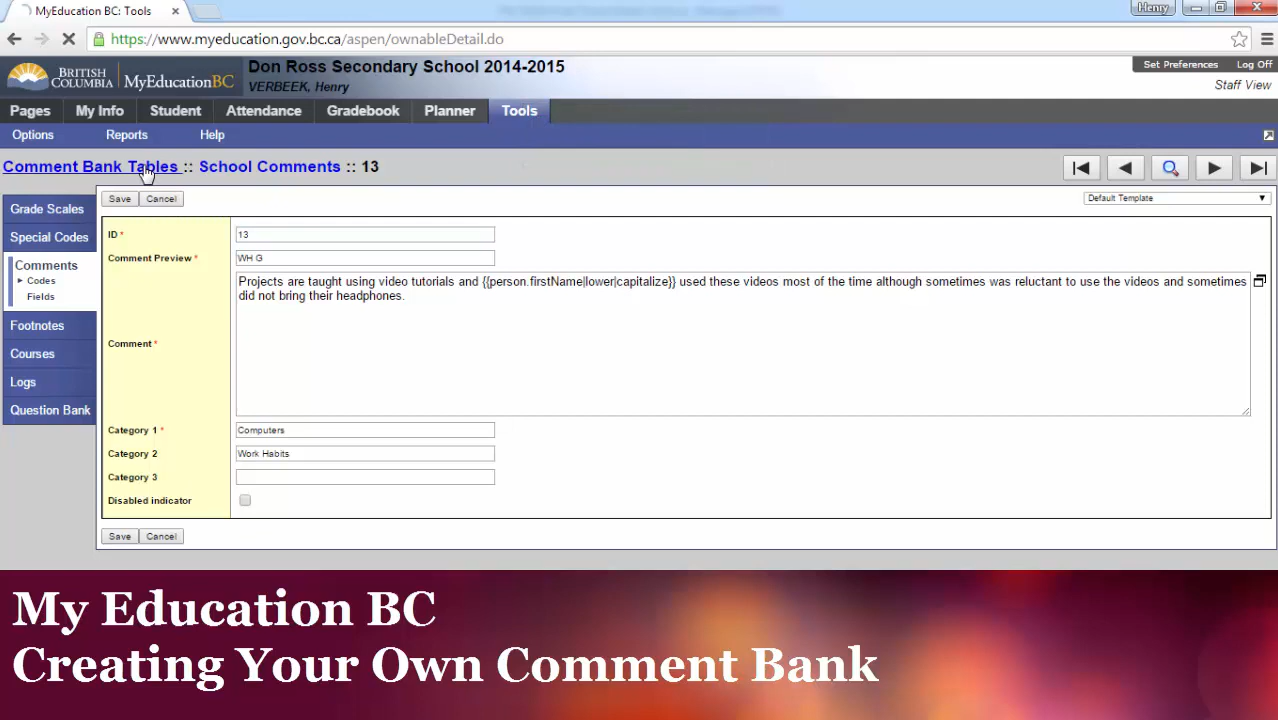 MyEducation BC: Tools
Henry
https://www.myeducation.gov.bc.ca/aspen/ownableDetail.do
BRITISH COLUMBIA MyEducationBC
Don Ross Secondary School 2014-2015
VERBEEK, Henry
Set Preferences Log Off
Staff View
Pages My Info Student Attendance Gradebook Planner Tools
Options Reports Help
Comment Bank Tables :: School Comments :: 13
Grade Scales
Special Codes
Comments
Codes
Fields
Footnotes
Courses
Logs
Question Bank
Save Cancel Default Template
ID * 13
Comment Preview * WH G
Comment * Projects are taught using video tutorials and {{person.firstName|lower|capitalize}} used these videos most of the time although sometimes was reluctant to use the videos and sometimes
did not bring their headphones.
Category 1 * Computers
Category 2 Work Habits
Category 3
Disabled indicator
Save Cancel
My Education BC
Creating Your Own Comment Bank